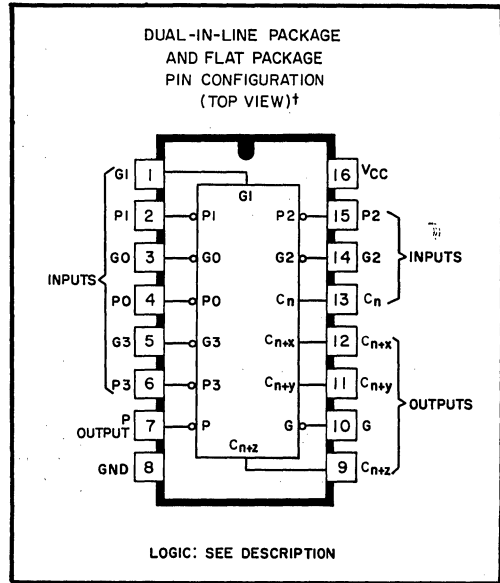 DUAL-IN-LINE PACKAGE
AND FLAT PACKAGE
PIN CONFIGURATION
(TOP VIEW)†
G1 1 16 VCC
G1
P1 2 P1 P2 15 P2
G0 3 G0 G2 14 G2
INPUTS
INPUTS
P0 4 P0 Cn 13 Cn
G3 5 G3 Cn+x 12 Cn+x
P3 6 P3 Cn+y 11 Cn+y
OUTPUTS
P OUTPUT 7 P G 10 G
Cn+z
GND 8 9 Cn+z
LOGIC: SEE DESCRIPTION